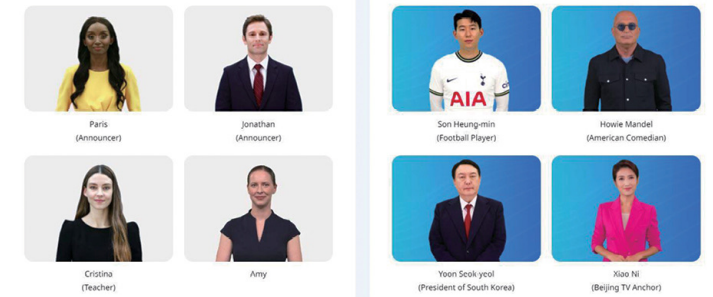 Paris
(Announcer)
Jonathan
(Announcer)
AIA
Son Heung-min
(Football Player)
Howie Mandel
(American Comedian)
Cristina
(Teacher)
Amy
Yoon Seok-yeol
(President of South Korea)
Xiao Ni
(Beijing TV Anchor)